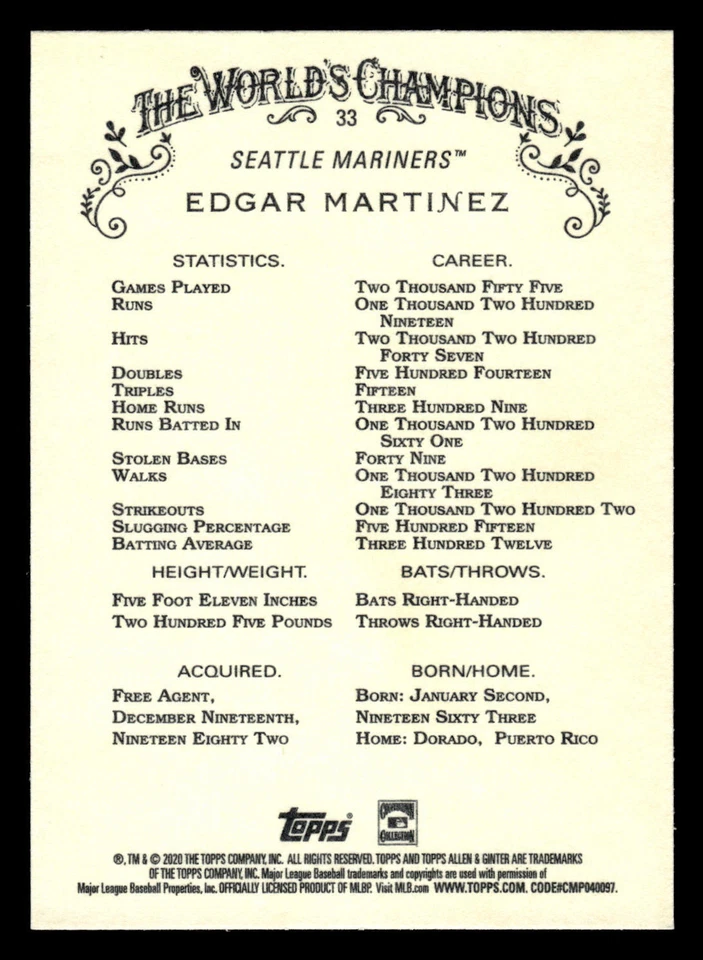 THE WORLD'S CHAMPIONS
33
SEATTLE MARINERS™
EDGAR MARTINEZ
STATISTICS. CAREER.
GAMES PLAYED TWO THOUSAND FIFTY FIVE
RUNS ONE THOUSAND TWO HUNDRED
NINETEEN
HITS TWO THOUSAND TWO HUNDRED
FORTY SEVEN
DOUBLES FIVE HUNDRED FOURTEEN
TRIPLES FIFTEEN
HOME RUNS THREE HUNDRED NINE
RUNS BATTED IN ONE THOUSAND TWO HUNDRED
SIXTY ONE
STOLEN BASES FORTY NINE
WALKS ONE THOUSAND TWO HUNDRED
EIGHTY THREE
STRIKEOUTS ONE THOUSAND TWO HUNDRED TWO
SLUGGING PERCENTAGE FIVE HUNDRED FIFTEEN
BATTING AVERAGE THREE HUNDRED TWELVE
HEIGHT/WEIGHT. BATS/THROWS.
FIVE FOOT ELEVEN INCHES BATS RIGHT-HANDED
TWO HUNDRED FIVE POUNDS THROWS RIGHT-HANDED
ACQUIRED. BORN/HOME.
FREE AGENT, BORN: JANUARY SECOND,
DECEMBER NINETEENTH, NINETEEN SIXTY THREE
NINETEEN EIGHTY TWO HOME: DORADO, PUERTO RICO
Topps® COOPERSTOWN COLLECTION
®, TM & © 2020 THE TOPPS COMPANY, INC. ALL RIGHTS RESERVED. TOPPS AND TOPPS ALLEN & GINTER ARE TRADEMARKS
OF THE TOPPS COMPANY, INC. Major League Baseball trademarks and copyrights are used with permission of
Major League Baseball Properties, Inc. OFFICIALLY LICENSED PRODUCT OF MLBP. Visit MLB.com WWW.TOPPS.COM. CODE#CMP040097.